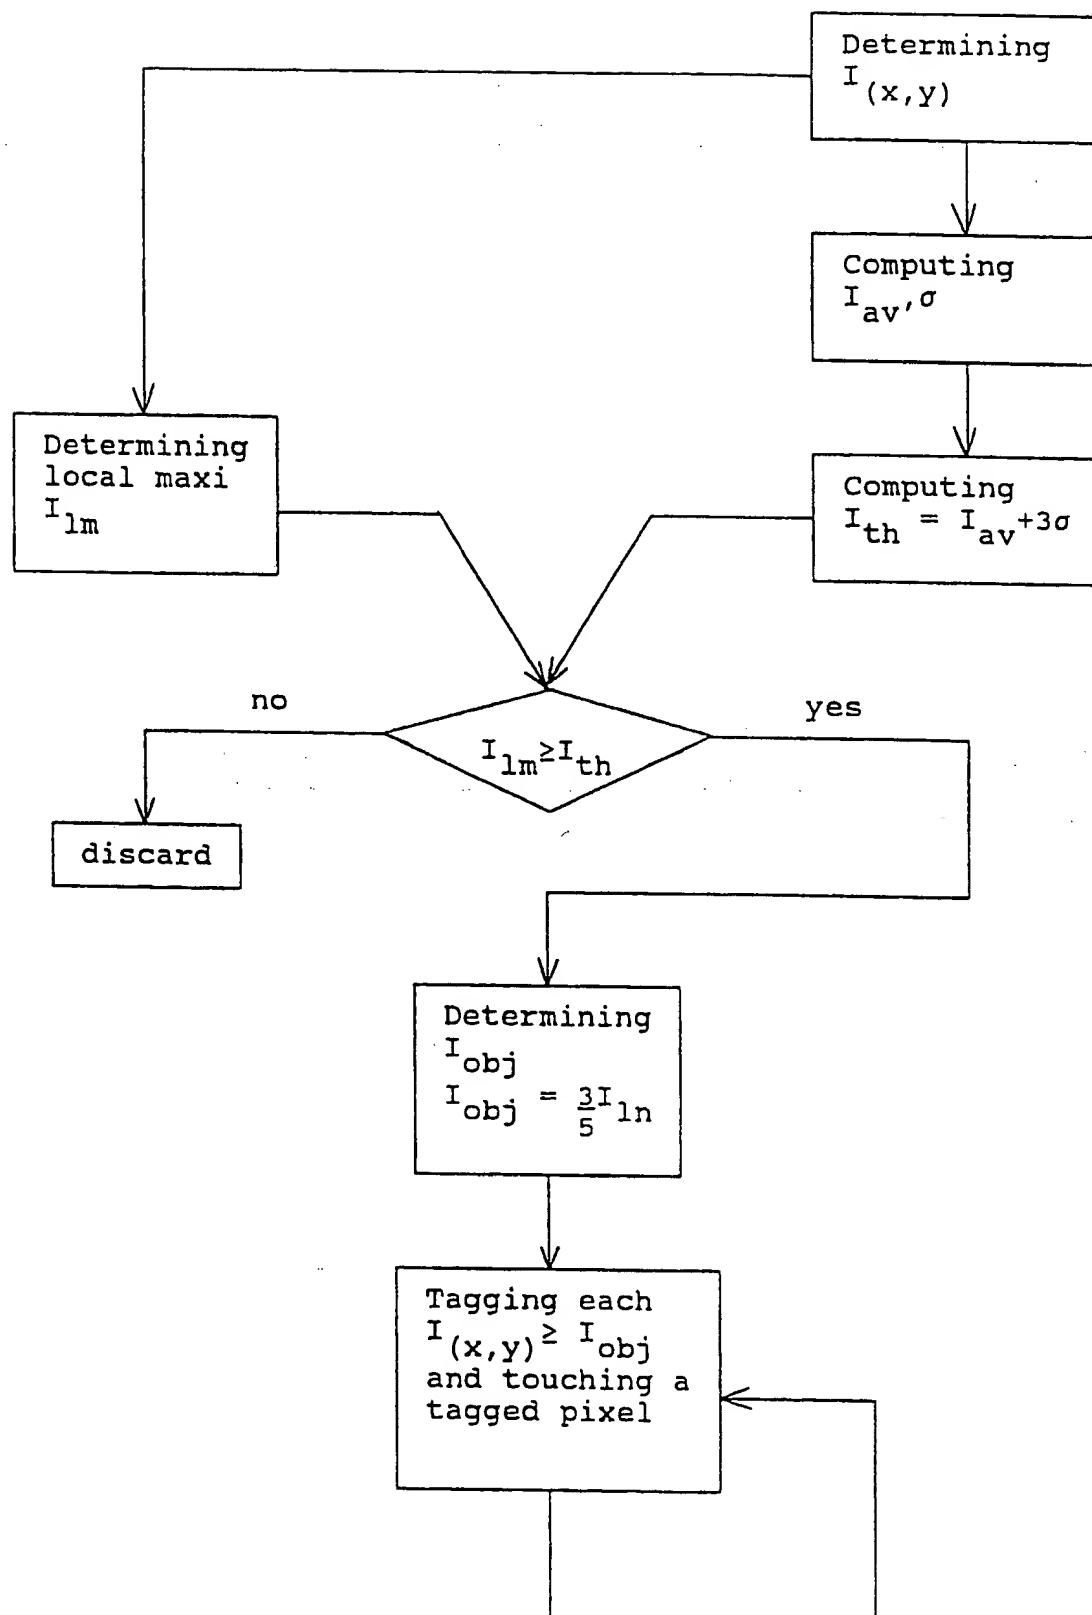 Determining
I(x,y)
Computing
Iav,σ
Determining
local maxi
Ilm
Computing
Ith = Iav+3σ
no
yes
Ilm≥Ith
discard
Determining
Iobj
Iobj = 3/5 Iln
Tagging each
I(x,y)≥ Iobj
and touching a
tagged pixel